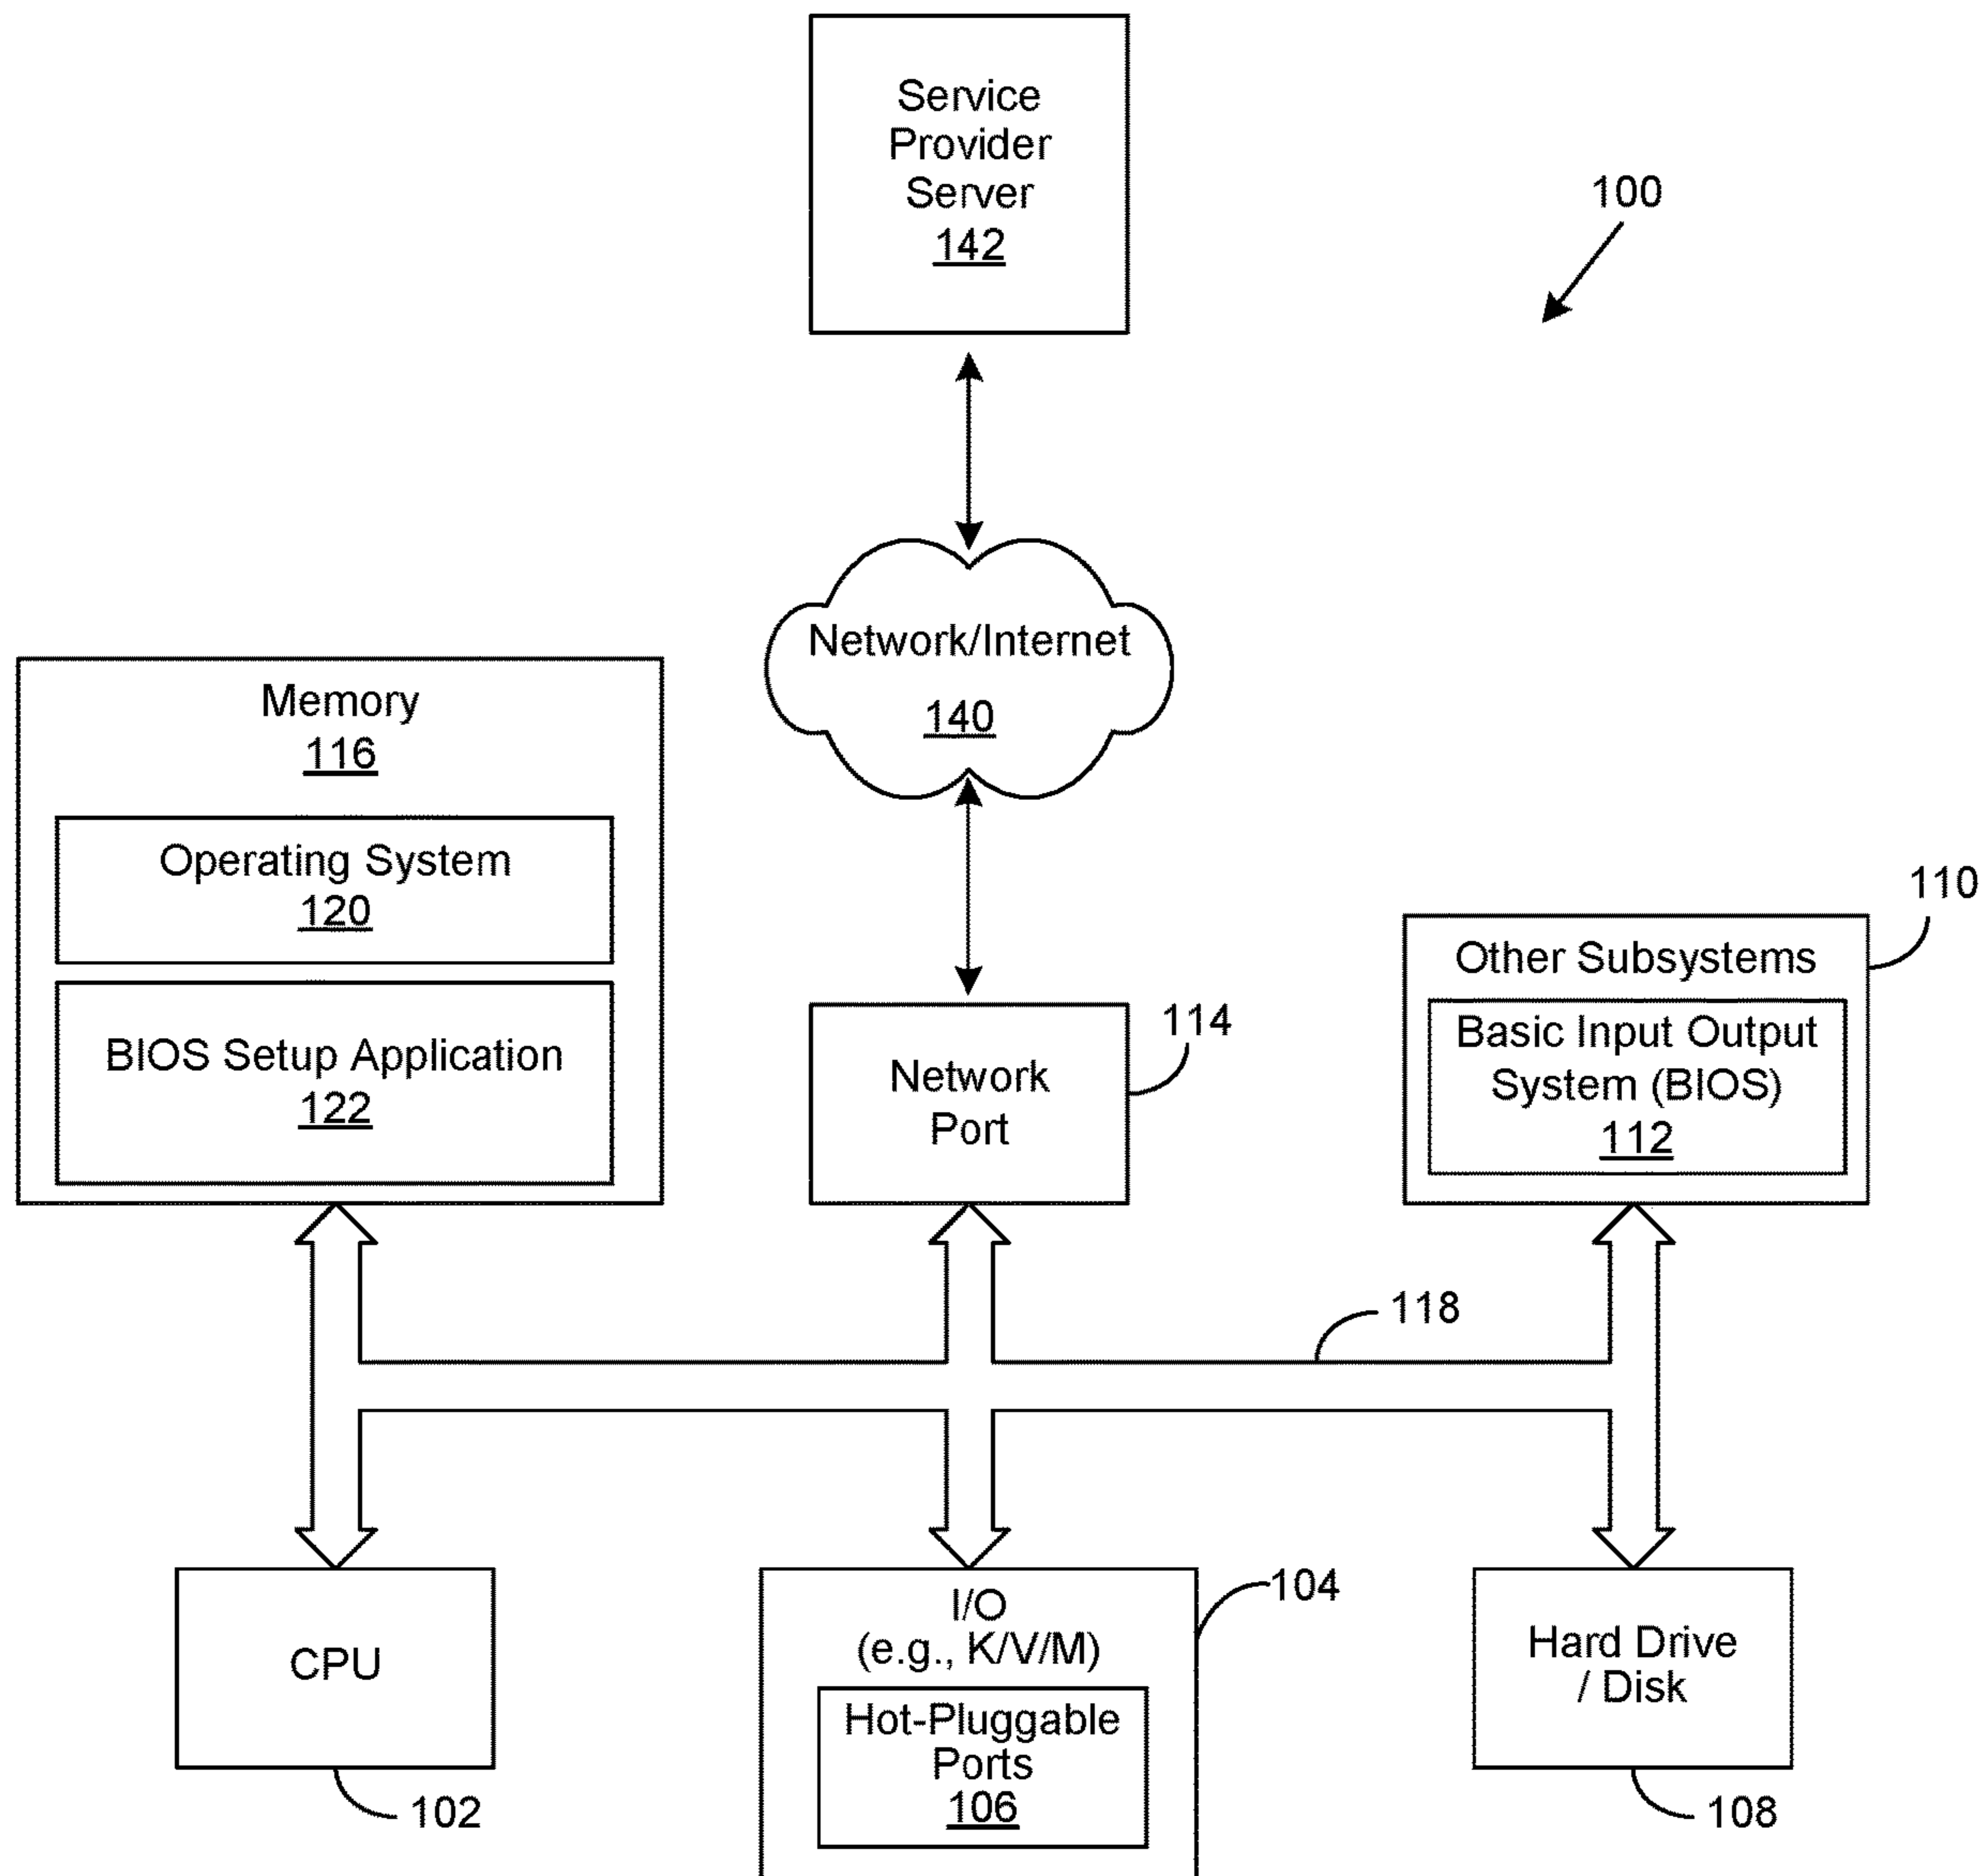 Service
Provider
Server
142
100
Network/Internet
140
Memory
116
Operating System
120
BIOS Setup Application
122
Network
Port
114
110
Other Subsystems
Basic Input Output
System (BIOS)
112
118
CPU
102
I/O
(e.g., K/V/M)
Hot-Pluggable
Ports
106
104
Hard Drive
/ Disk
108